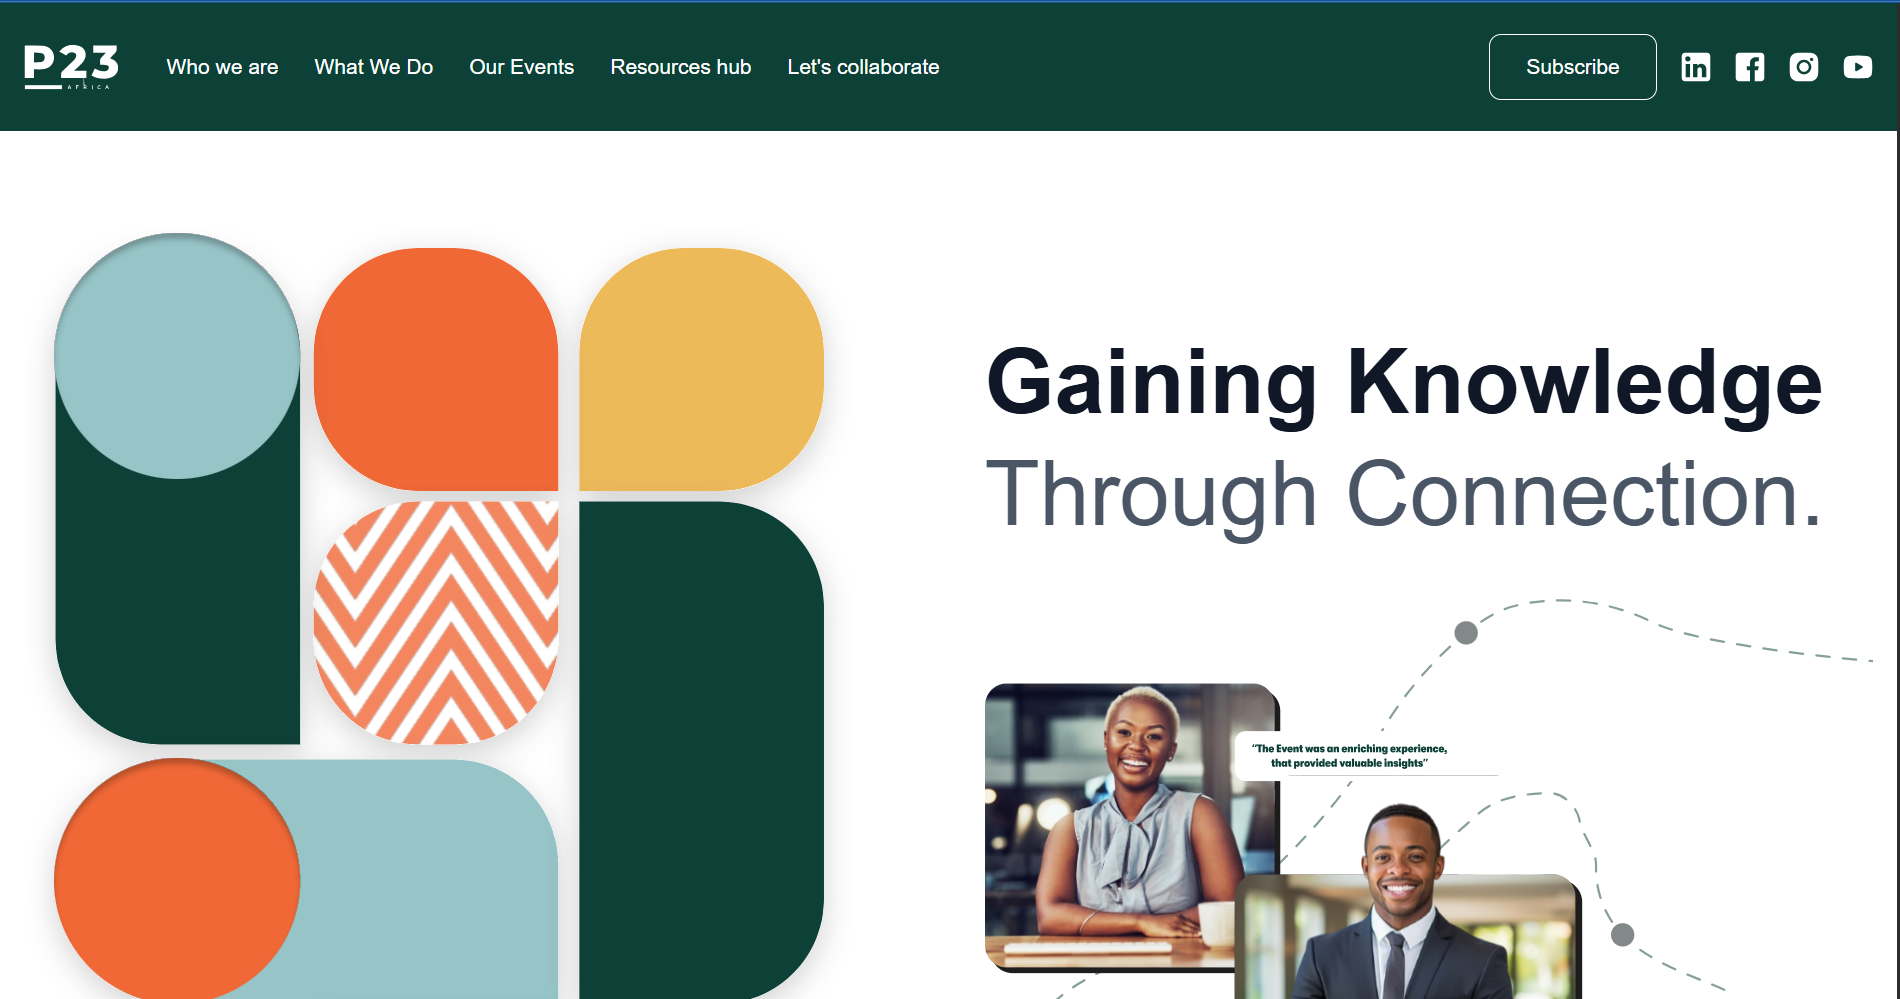 P23
AFRICA
Who we are
What We Do
Our Events
Resources hub
Let's collaborate
Subscribe
Gaining Knowledge
Through Connection.
“The Event was an enriching experience,
that provided valuable insights”